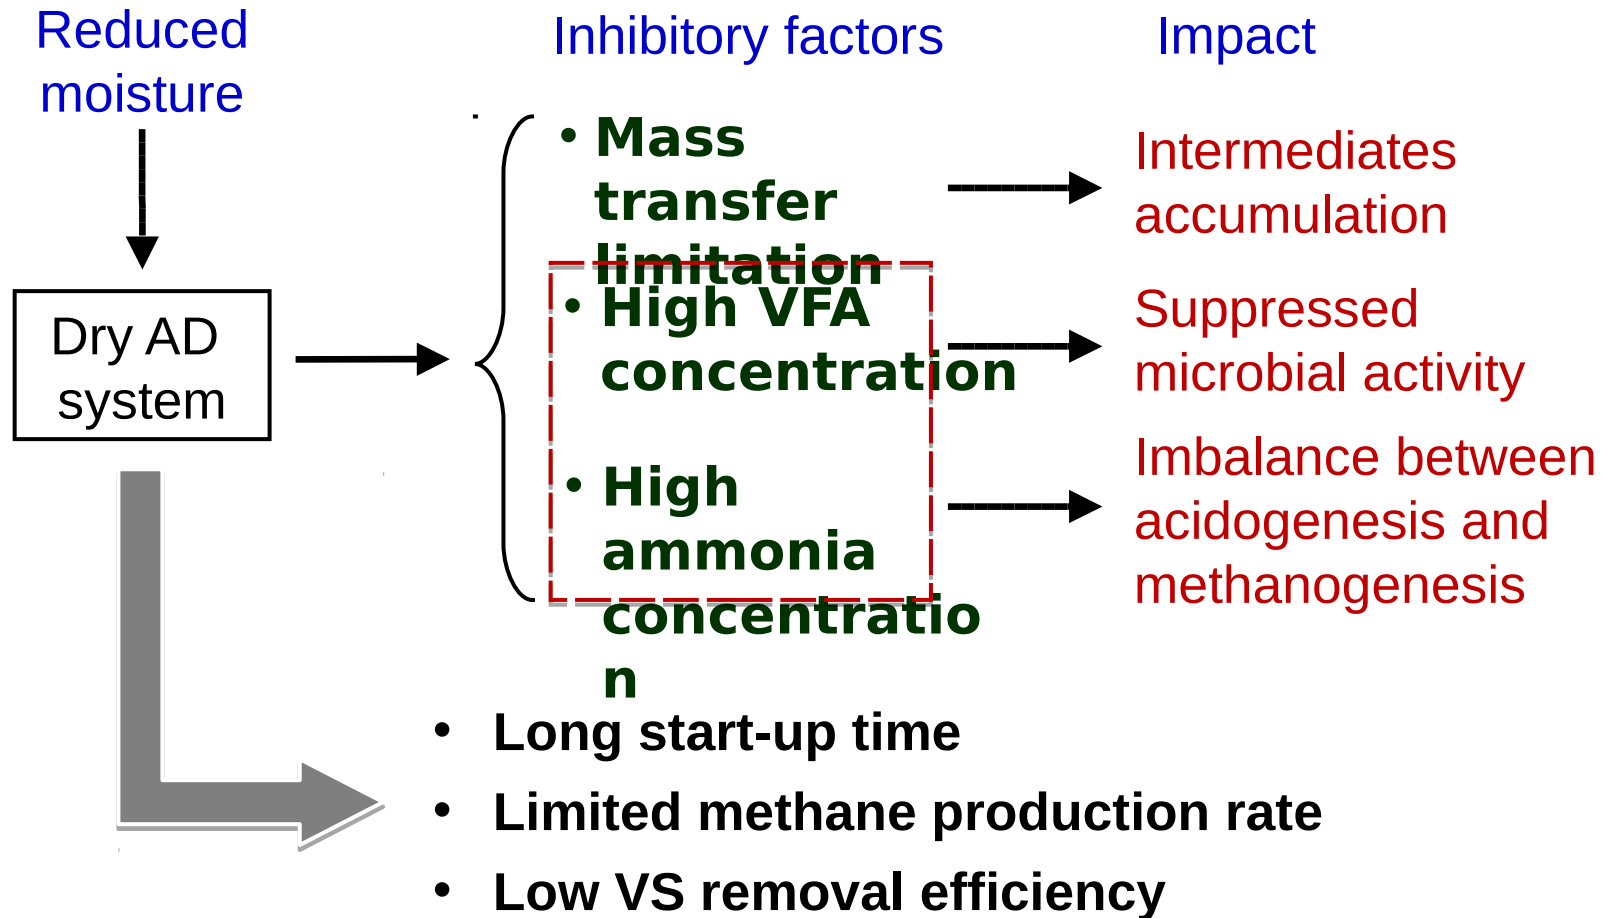 Reduced
moisture
Inhibitory factors
Impact
Dry AD
system
• Mass
transfer
limitation
• High VFA
concentration
• High
ammonia
concentratio
n
Intermediates
accumulation
Suppressed
microbial activity
Imbalance between
acidogenesis and
methanogenesis
• Long start-up time
• Limited methane production rate
• Low VS removal efficiency